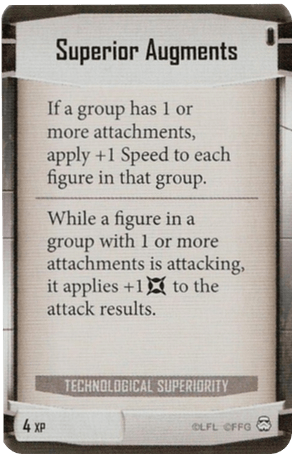 Superior Augments
If a group has 1 or
more attachments,
apply +1 Speed to each
figure in that group.
While a figure in a
group with 1 or more
attachments is attacking,
it applies +1 to the
attack results.
TECHNOLOGICAL SUPERIORITY
4 XP
©LFL ©FFG